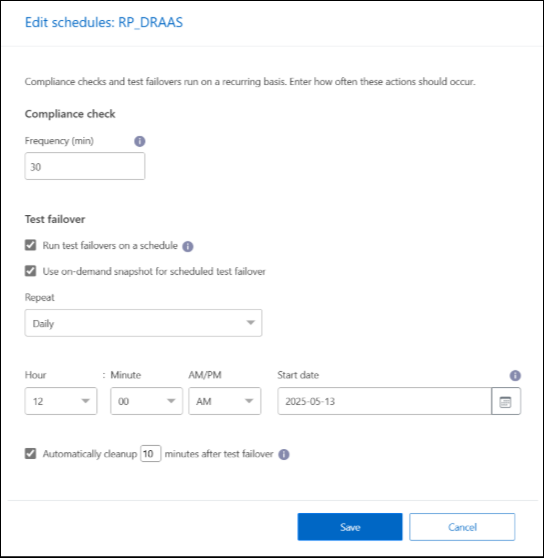 Edit schedules: RP_DRAAS
Compliance checks and test failovers run on a recurring basis. Enter how often these actions should occur.
Compliance check
Frequency (min)
30
Test failover
Run test failovers on a schedule
Use on-demand snapshot for scheduled test failover
Repeat
Daily
Hour : Minute AM/PM Start date
12 00 AM 2025-05-13
Automatically cleanup 10 minutes after test failover
Save Cancel